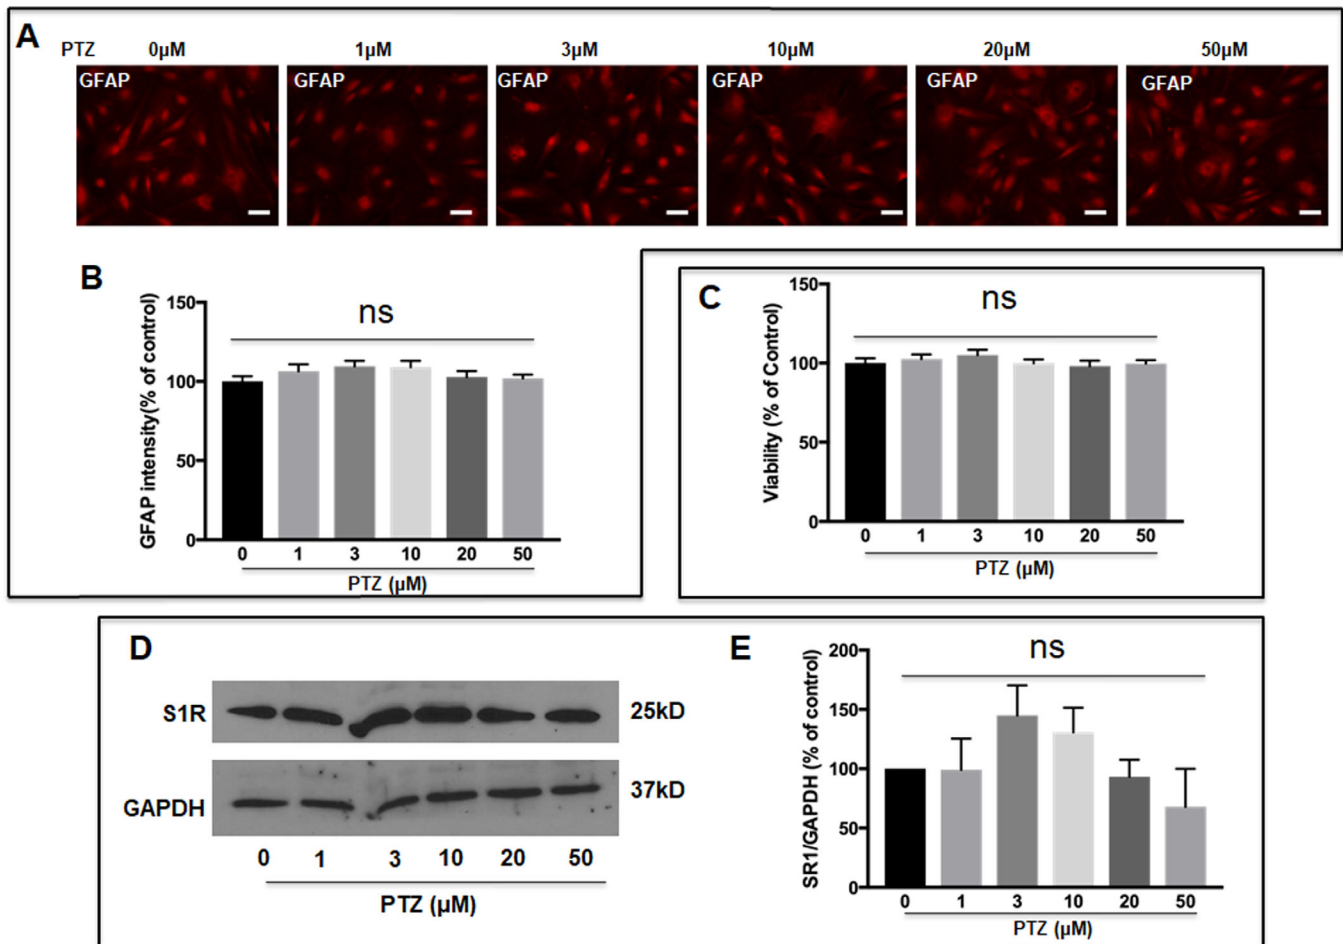 A
PTZ 0µM 1µM 3µM 10µM 20µM 50µM
GFAP GFAP GFAP GFAP GFAP GFAP
B
GFAP intensity(% of control)
150
100
50
0
ns
0 1 3 10 20 50
PTZ (µM)
C
Viability (% of Control)
150
100
50
0
ns
0 1 3 10 20 50
PTZ (µM)
D
S1R 25kD
GAPDH 37kD
0 1 3 10 20 50
PTZ (µM)
E
SR1/GAPDH (% of control)
200
150
100
50
0
ns
0 1 3 10 20 50
PTZ (µM)